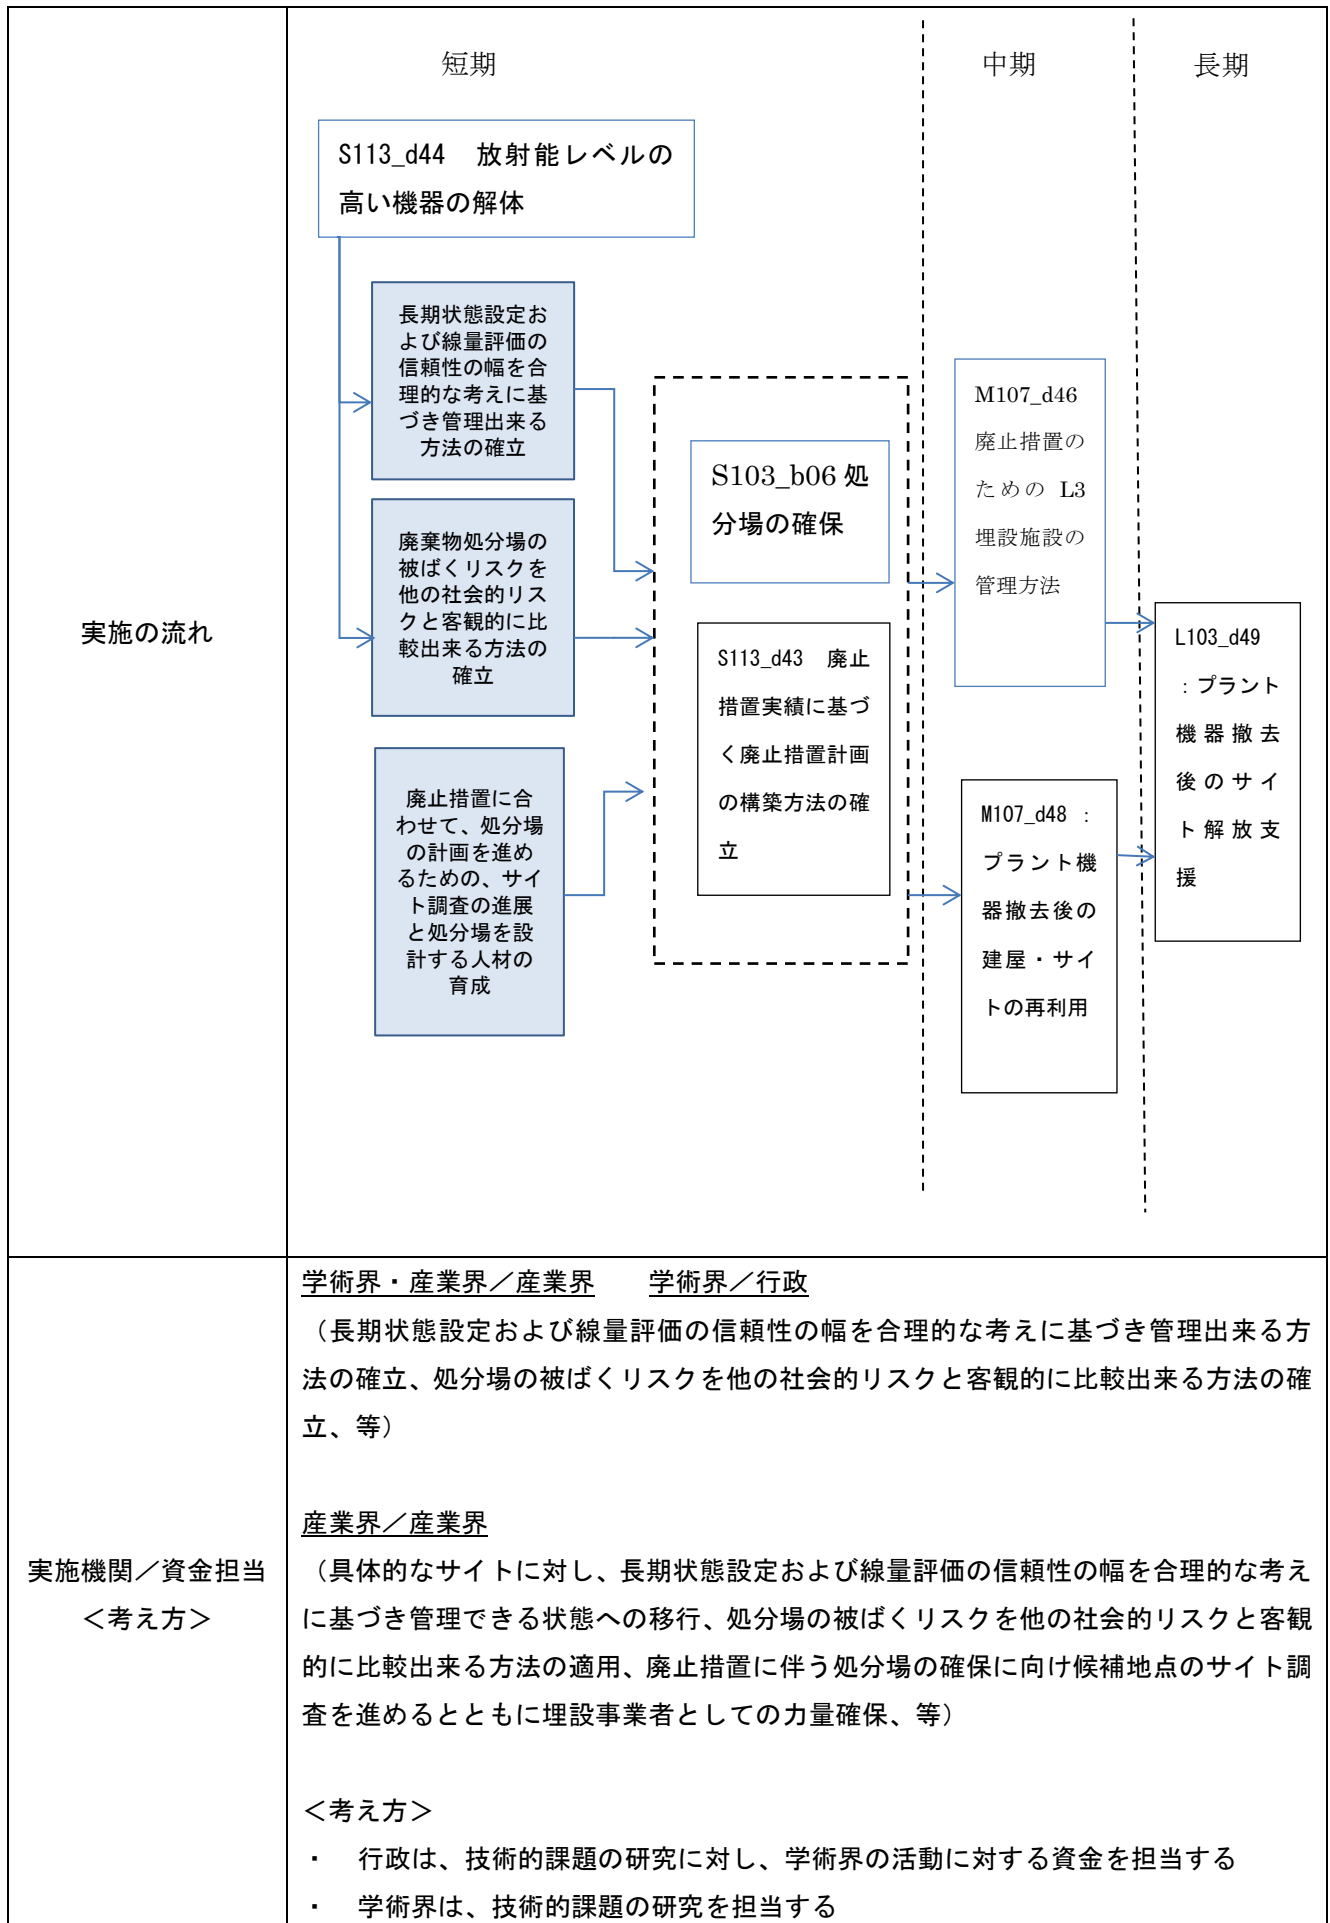 短期
中期
長期
S113_d44　放射能レベルの
高い機器の解体
長期状態設定お
よび線量評価の
信頼性の幅を合
理的な考えに基
づき管理出来る
方法の確立
廃棄物処分場の
被ばくリスクを
他の社会的リス
クと客観的に比
較出来る方法の
確立
廃止措置に合
わせて、処分場
の計画を進め
るための、サイ
ト調査の進展
と処分場を設
計する人材の
育成
S103_b06 処
分場の確保
S113_d43　廃止
措置実績に基づ
く廃止措置計画
の構築方法の確
立
M107_d46
廃止措置の
ための L3
埋設施設の
管理方法
M107_d48 :
プラント機
器撤去後の
建屋・サイ
トの再利用
L103_d49
: プラント
機器撤去
後のサイ
ト解放支
援
実施の流れ
学術界・産業界／産業界　　学術界／行政
（長期状態設定および線量評価の信頼性の幅を合理的な考えに基づき管理出来る方
法の確立、処分場の被ばくリスクを他の社会的リスクと客観的に比較出来る方法の確
立、等）
産業界／産業界
実施機関／資金担当
＜考え方＞
（具体的なサイトに対し、長期状態設定および線量評価の信頼性の幅を合理的な考え
に基づき管理できる状態への移行、処分場の被ばくリスクを他の社会的リスクと客観
的に比較出来る方法の適用、廃止措置に伴う処分場の確保に向け候補地点のサイト調
査を進めるとともに埋設事業者としての力量確保、等）
＜考え方＞
・　行政は、技術的課題の研究に対し、学術界の活動に対する資金を担当する
・　学術界は、技術的課題の研究を担当する